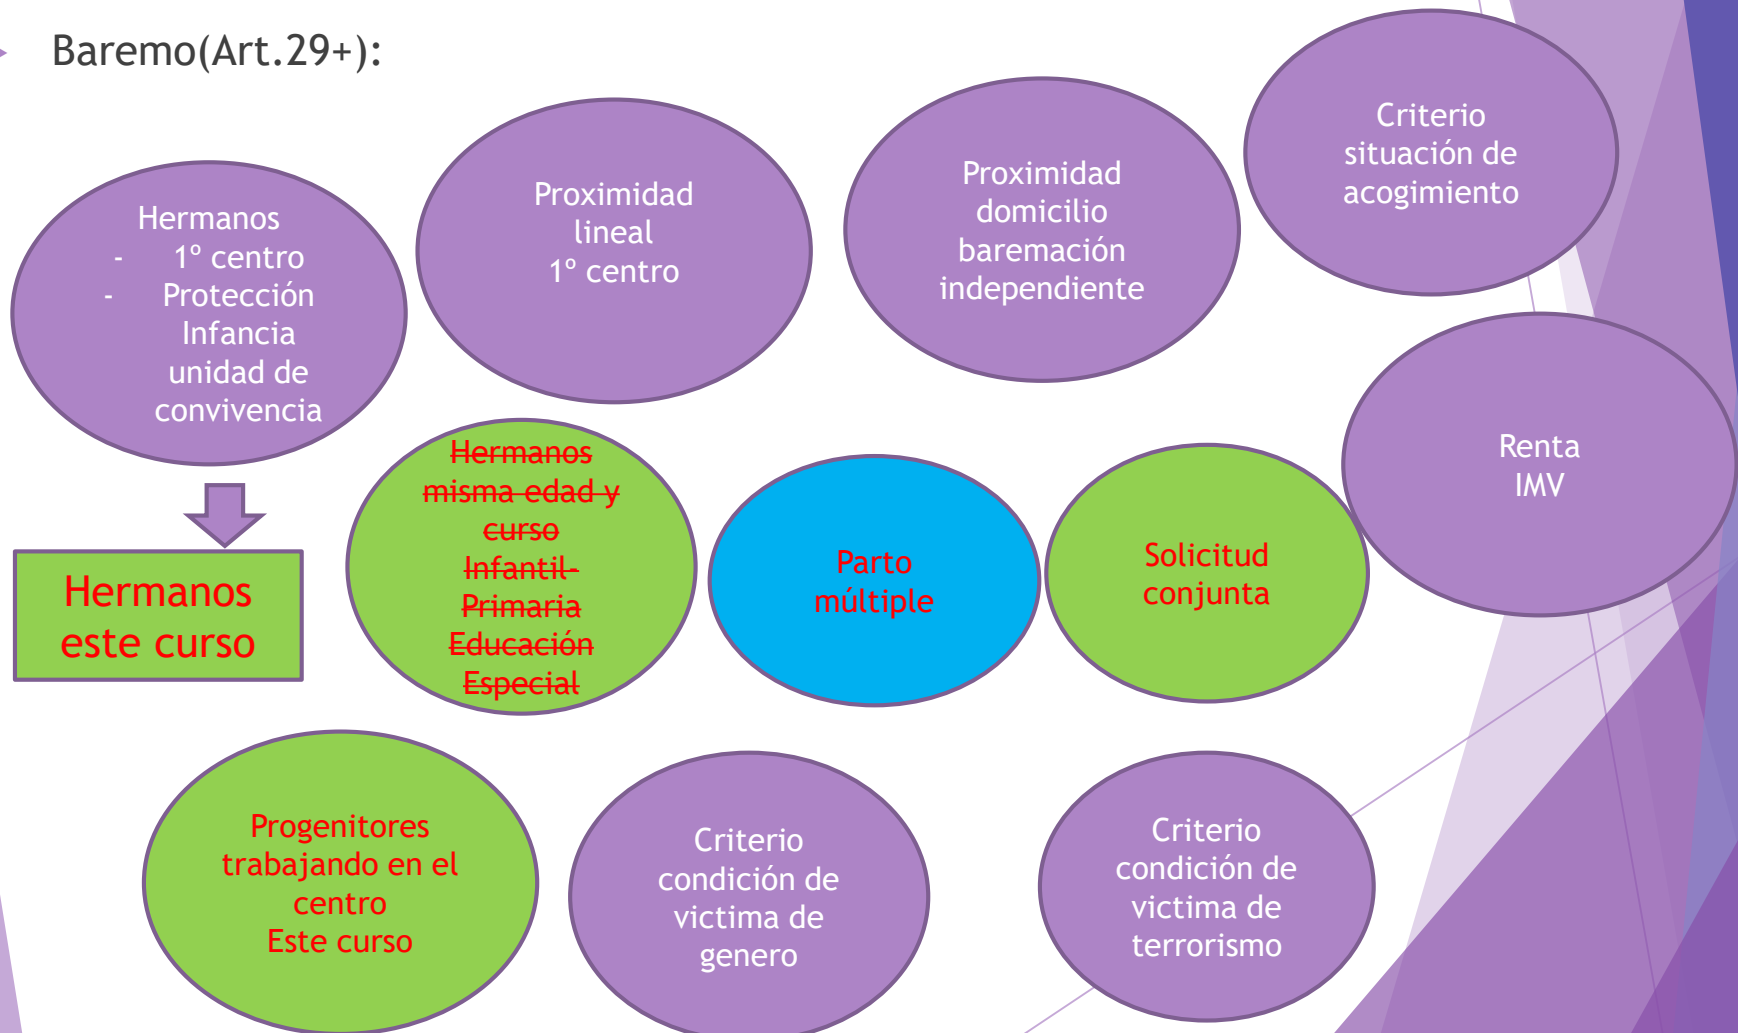 Baremo(Art.29+):
Hermanos
- 1º centro
- Protección
Infancia
unidad de
convivencia
Proximidad
lineal
1º centro
Proximidad
domicilio
baremación
independiente
Criterio
situación de
acogimiento
Renta
IMV
Hermanos
este curso
Hermanos
misma edad y
curso
Infantil-
Primaria
Educación
Especial
Parto
múltiple
Solicitud
conjunta
Progenitores
trabajando en el
centro
Este curso
Criterio
condición de
victima de
genero
Criterio
condición de
victima de
terrorismo